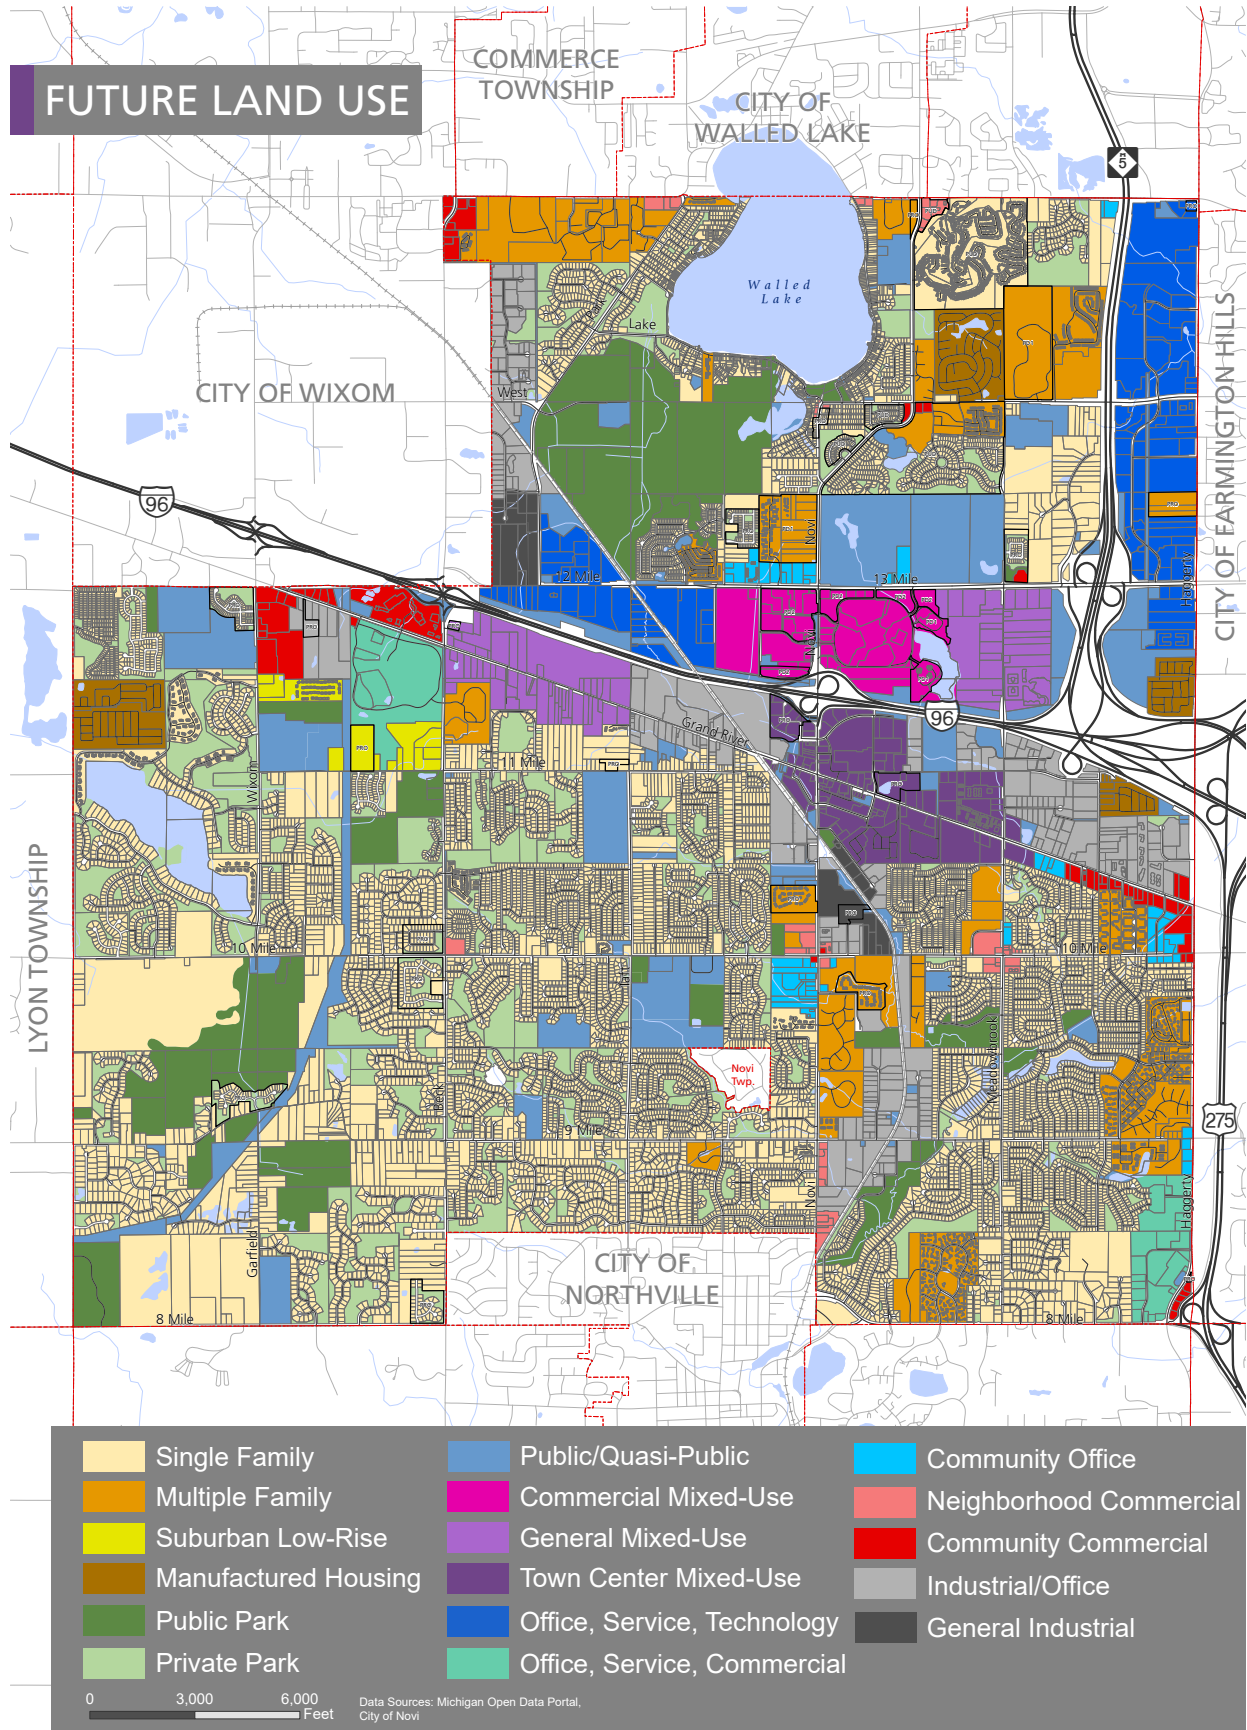 COMMERCE
TOWNSHIP
FUTURE LAND USE
CITY OF
WALLED LAKE
M
5
Walled
Lake
Park
Lake
CITY OF WIXOM
West
CITY OF FARMINGTON HILLS
96
Novi
12 Mile
13 Mile
Haggerty
PRO
Novi
Grand River
96
11 Mile
PRO
PRO
Wixom
LYON TOWNSHIP
10 Mile
10 Mile
Taft
Meadowbrook
Novi
Twp.
Beck
9 Mile
275
Novi
Haggerty
Garfield
CITY OF
NORTHVILLE
8 Mile
8 Mile
Single Family
Multiple Family
Suburban Low-Rise
Manufactured Housing
Public Park
Private Park
Public/Quasi-Public
Commercial Mixed-Use
General Mixed-Use
Town Center Mixed-Use
Office, Service, Technology
Office, Service, Commercial
Community Office
Neighborhood Commercial
Community Commercial
Industrial/Office
General Industrial
0 3,000 6,000
Feet
Data Sources: Michigan Open Data Portal,
City of Novi